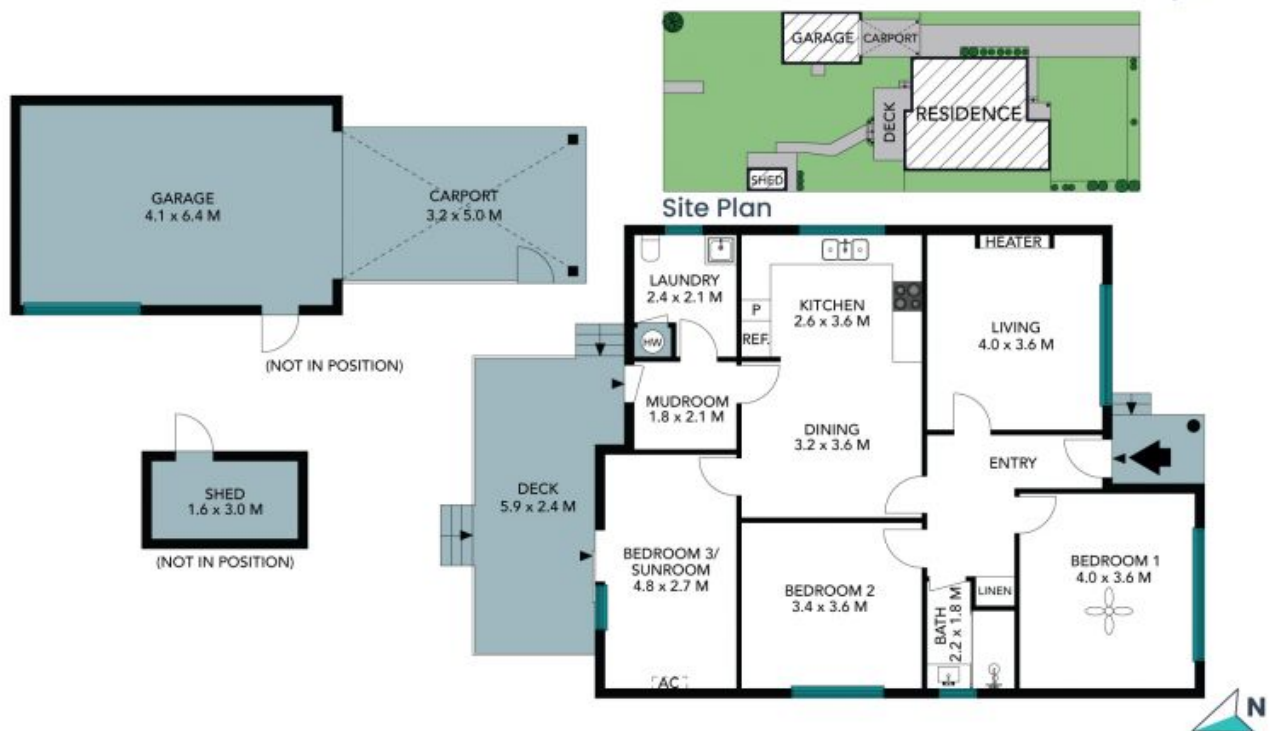 GARAGE
CARPORT
DECK
RESIDENCE
SHED
Site Plan
GARAGE
4.1 x 6.4 M
CARPORT
3.2 x 5.0 M
(NOT IN POSITION)
SHED
1.6 x 3.0 M
(NOT IN POSITION)
DECK
5.9 x 2.4 M
LAUNDRY
2.4 x 2.1 M
HW
MUDROOM
1.8 x 2.1 M
P
REF.
KITCHEN
2.6 x 3.6 M
DINING
3.2 x 3.6 M
HEATER
LIVING
4.0 x 3.6 M
ENTRY
BEDROOM 3/
SUNROOM
4.8 x 2.7 M
AC
BEDROOM 2
3.4 x 3.6 M
BATH
2.2 x 1.8 M
LINEN
BEDROOM 1
4.0 x 3.6 M
N